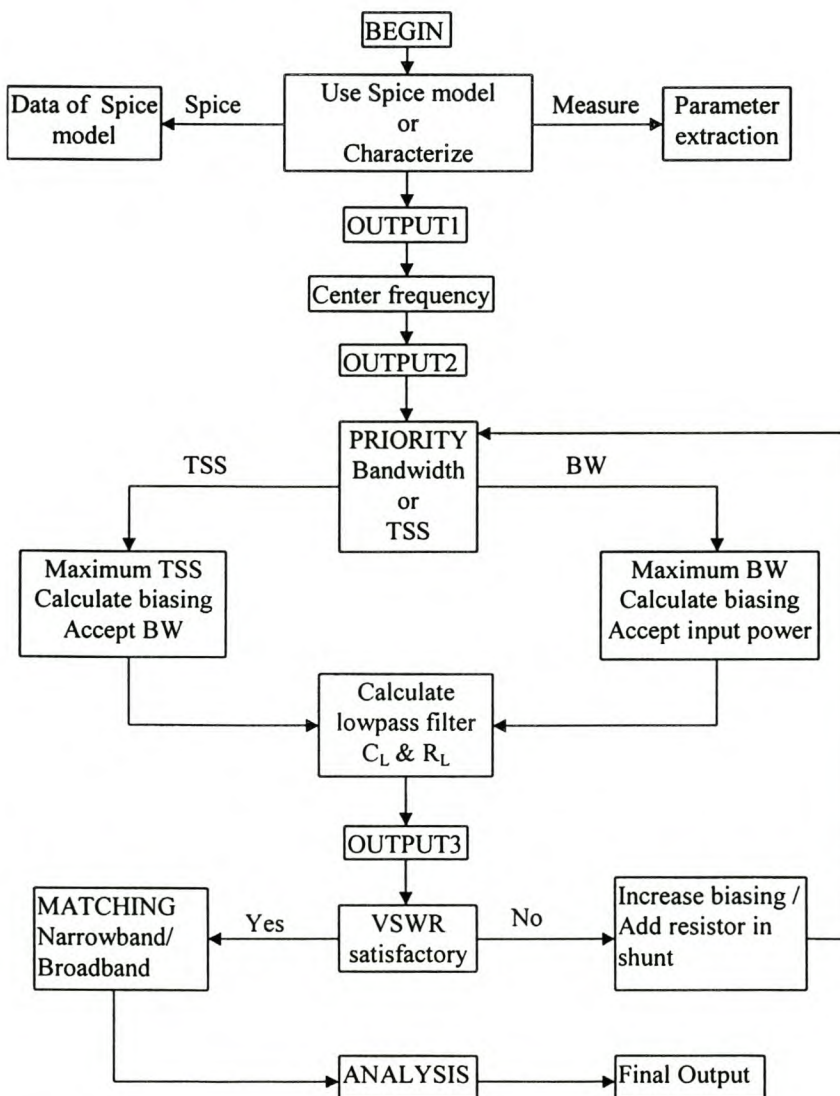 BEGIN
Data of Spice
model
Spice
Use Spice model
or
Characterize
Measure
Parameter
extraction
OUTPUT1
Center frequency
OUTPUT2
PRIORITY
Bandwidth
or
TSS
TSS
BW
Maximum TSS
Calculate biasing
Accept BW
Maximum BW
Calculate biasing
Accept input power
Calculate
lowpass filter
C_L & R_L
OUTPUT3
MATCHING
Narrowband/
Broadband
Yes
VSWR
satisfactory
No
Increase biasing /
Add resistor in
shunt
ANALYSIS
Final Output